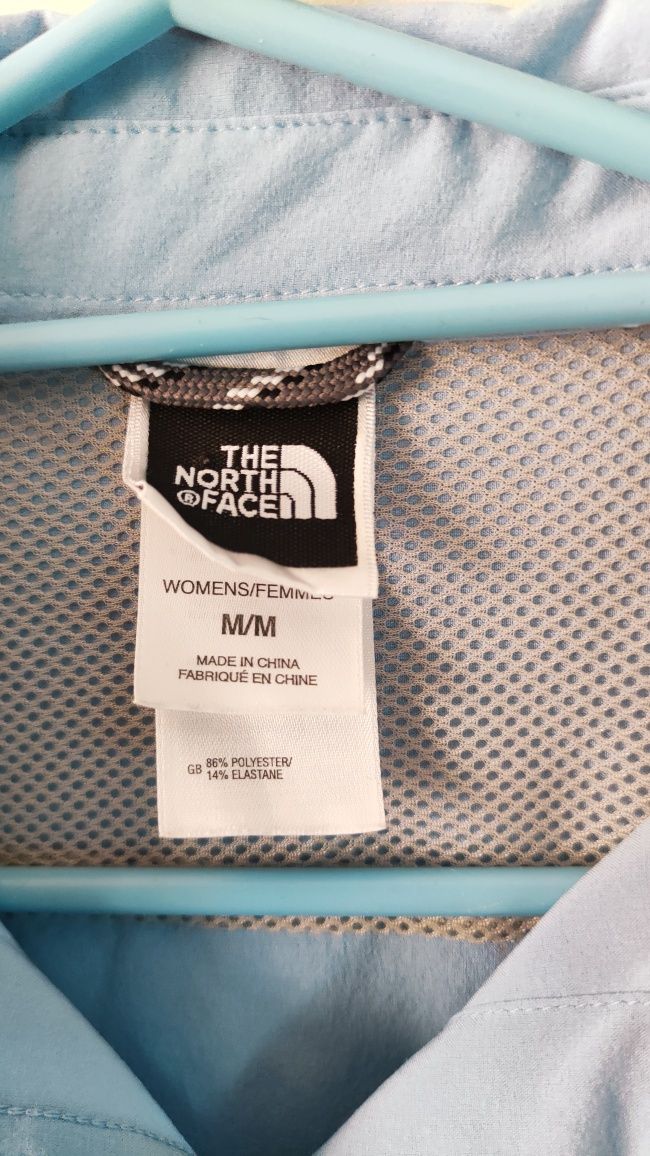 THE
NORTH
®FACE
WOMENS/FEMMES
M/M
MADE IN CHINA
FABRIQUÉ EN CHINE
GB 86% POLYESTER/
14% ELASTANE